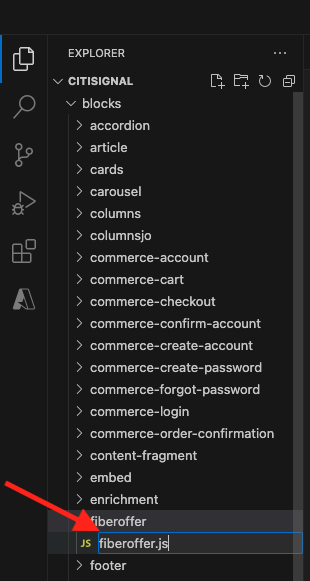 EXPLORER
CITISIGNAL
blocks
accordion
article
cards
carousel
columns
columnsjo
commerce-account
commerce-cart
commerce-checkout
commerce-confirm-account
commerce-create-account
commerce-create-password
commerce-forgot-password
commerce-login
commerce-order-confirmation
content-fragment
embed
enrichment
fiberoffer
JS fiberoffer.js
footer